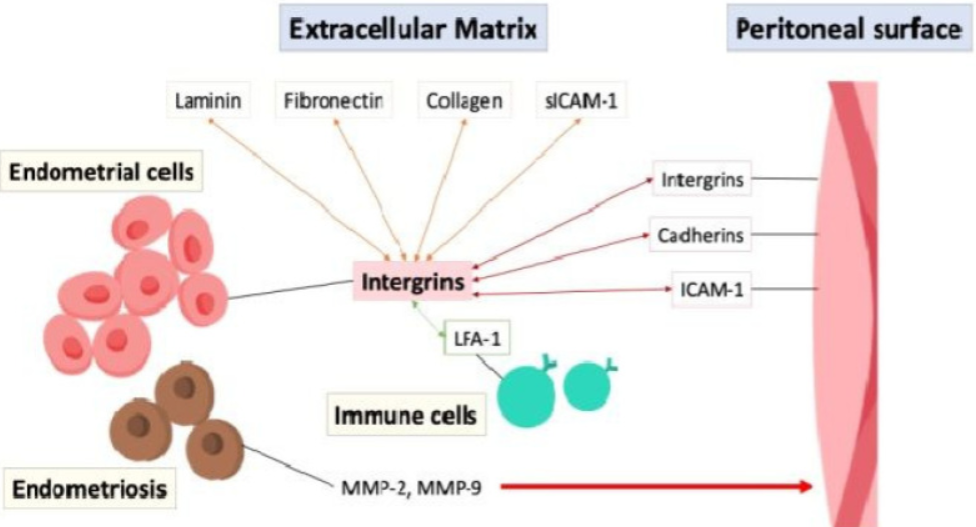 Extracellular Matrix
Peritoneal surface
Laminin
Fibronectin
Collagen
sICAM-1
Endometrial cells
Intergrins
Cadherins
Intergrins
ICAM-1
LFA-1
Immune cells
Endometriosis
MMP-2, MMP-9